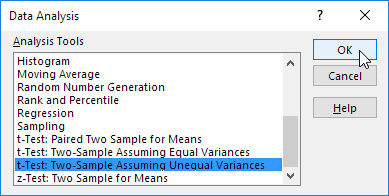 Data Analysis
?
Analysis Tools
Histogram
Moving Average
Random Number Generation
Rank and Percentile
Regression
Sampling
t-Test: Paired Two Sample for Means
t-Test: Two-Sample Assuming Equal Variances
t-Test: Two-Sample Assuming Unequal Variances
z-Test: Two Sample for Means
OK
Cancel
Help